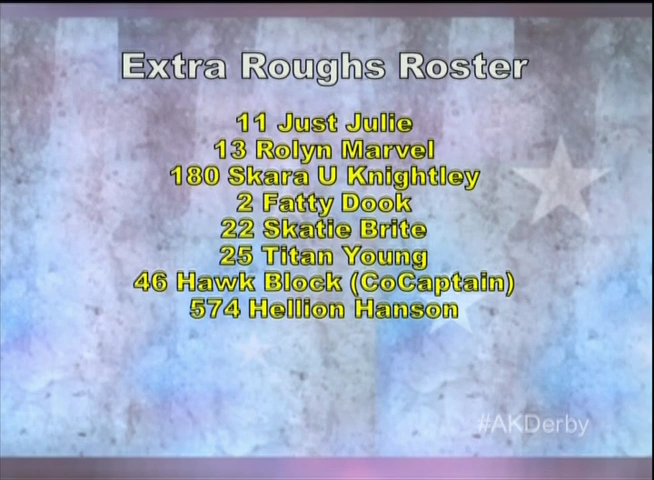 Extra Roughs Roster
11 Just Julie
13 Rolyn Marvel
180 Skara U Knightley
2 Fatty Dook
22 Skatie Brite
25 Titan Young
46 Hawk Block (CoCaptain)
574 Hellion Hanson
#AKDerby